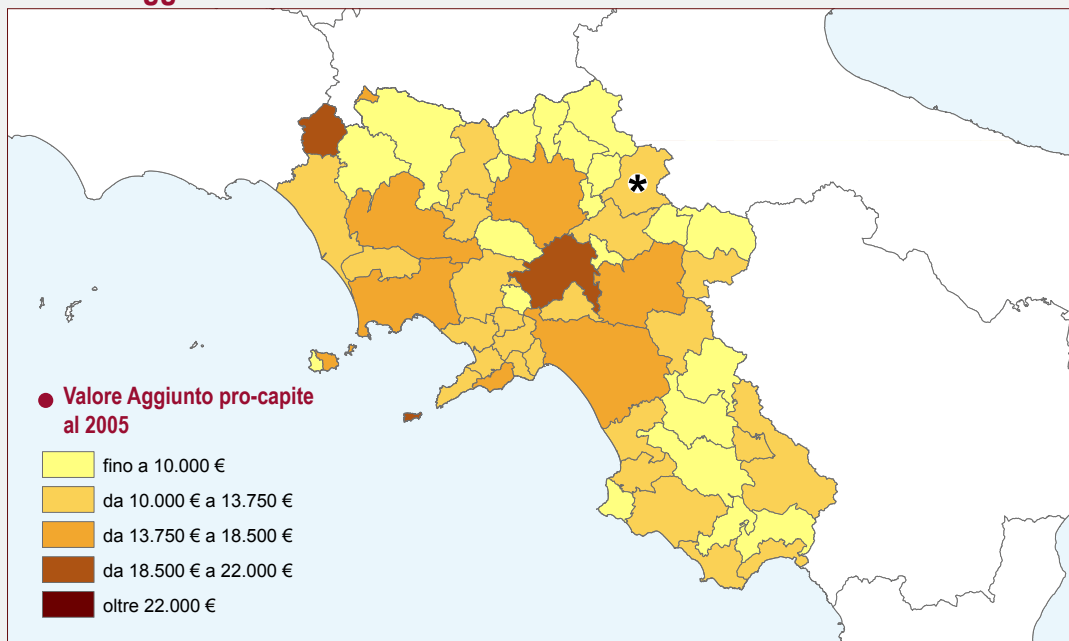 Valore Aggiunto pro-capite
al 2005
fino a 10.000 €
da 10.000 € a 13.750 €
da 13.750 € a 18.500 €
da 18.500 € a 22.000 €
oltre 22.000 €
*